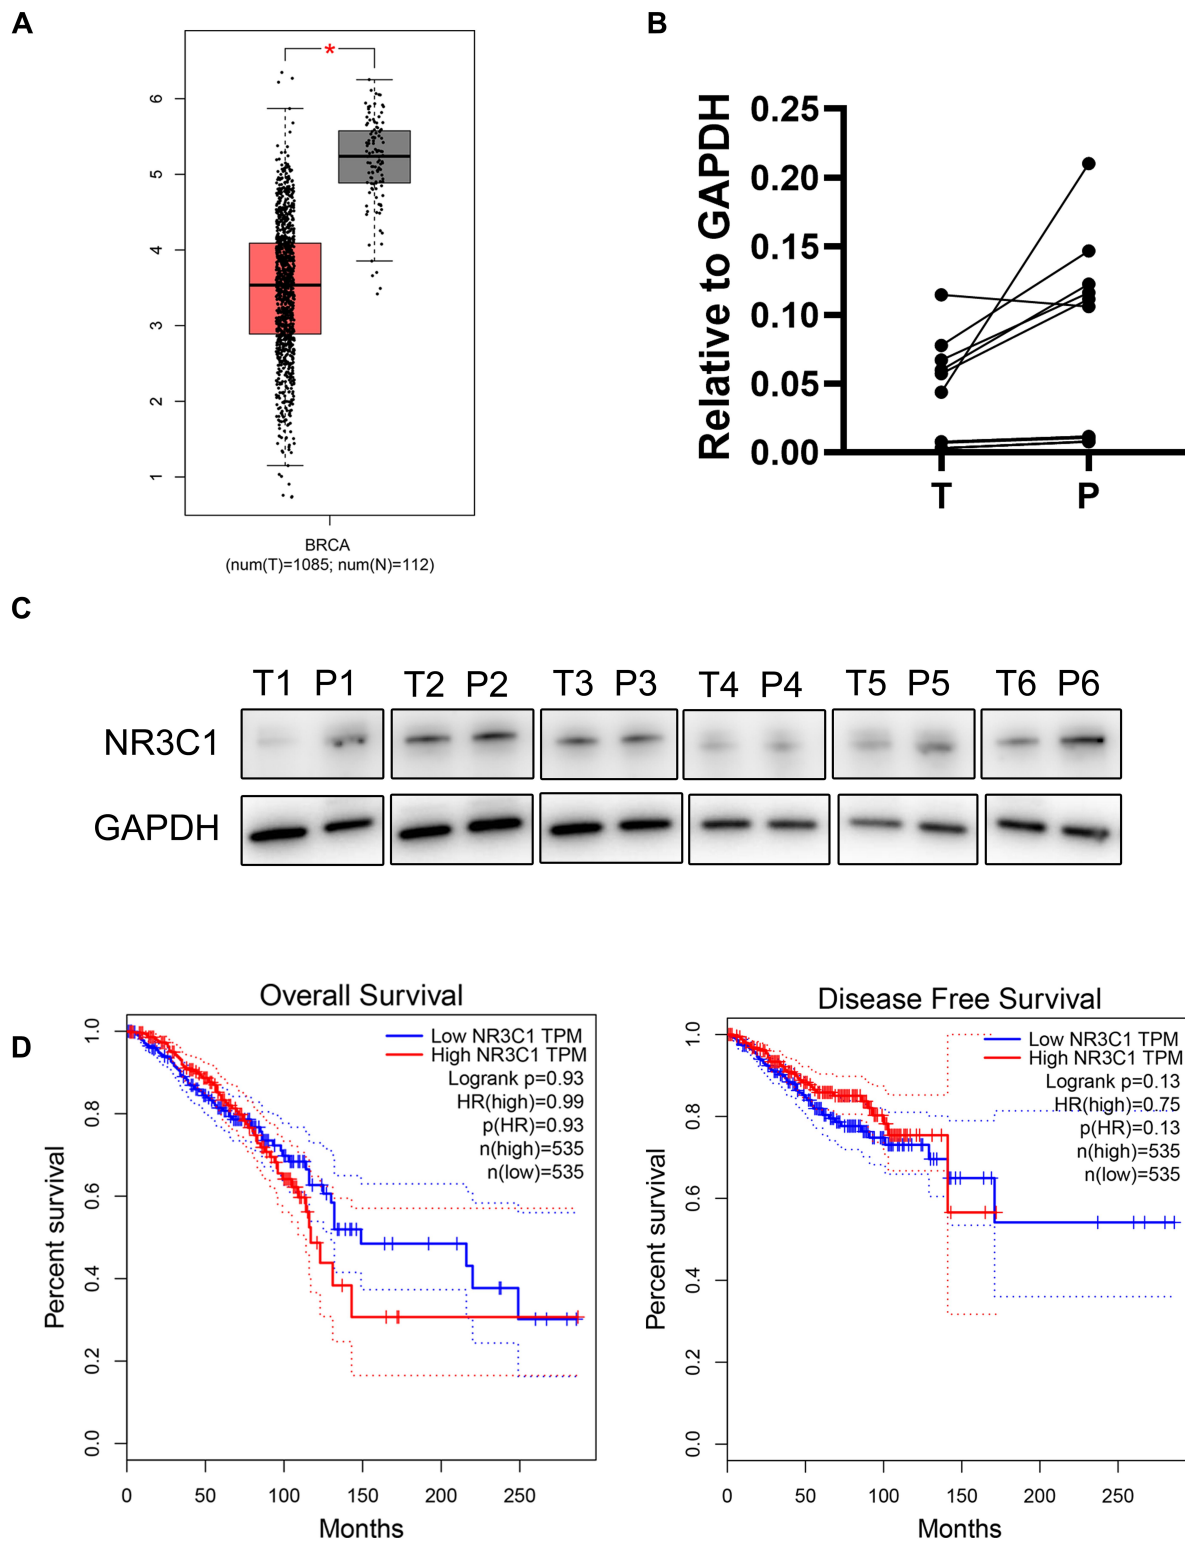 A
*
6
5
4
3
2
1
BRCA
(num(T)=1085; num(N)=112)
B
Relative to GAPDH
0.25
0.20
0.15
0.10
0.05
0.00
T P
C
T1 P1 T2 P2 T3 P3 T4 P4 T5 P5 T6 P6
NR3C1
GAPDH
D
Overall Survival
Low NR3C1 TPM
High NR3C1 TPM
Logrank p=0.93
HR(high)=0.99
p(HR)=0.93
n(high)=535
n(low)=535
Percent survival
1.0
0.8
0.6
0.4
0.2
0.0
0 50 100 150 200 250
Months
Disease Free Survival
Low NR3C1 TPM
High NR3C1 TPM
Logrank p=0.13
HR(high)=0.75
p(HR)=0.13
n(high)=535
n(low)=535
Percent survival
1.0
0.8
0.6
0.4
0.2
0.0
0 50 100 150 200 250
Months